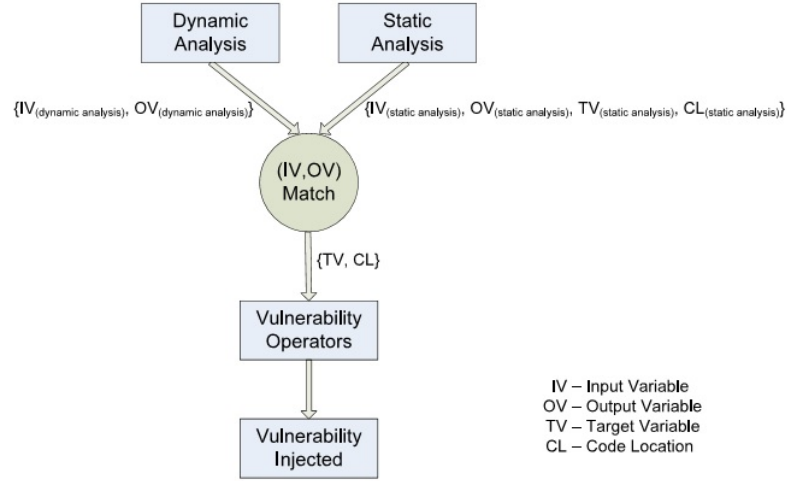 Dynamic
Analysis
Static
Analysis
{IV(dynamic analysis), OV(dynamic analysis)}
{IV(static analysis), OV(static analysis), TV(static analysis), CL(static analysis)}
(IV,OV)
Match
{TV, CL}
Vulnerability
Operators
Vulnerability
Injected
IV – Input Variable
OV – Output Variable
TV – Target Variable
CL – Code Location